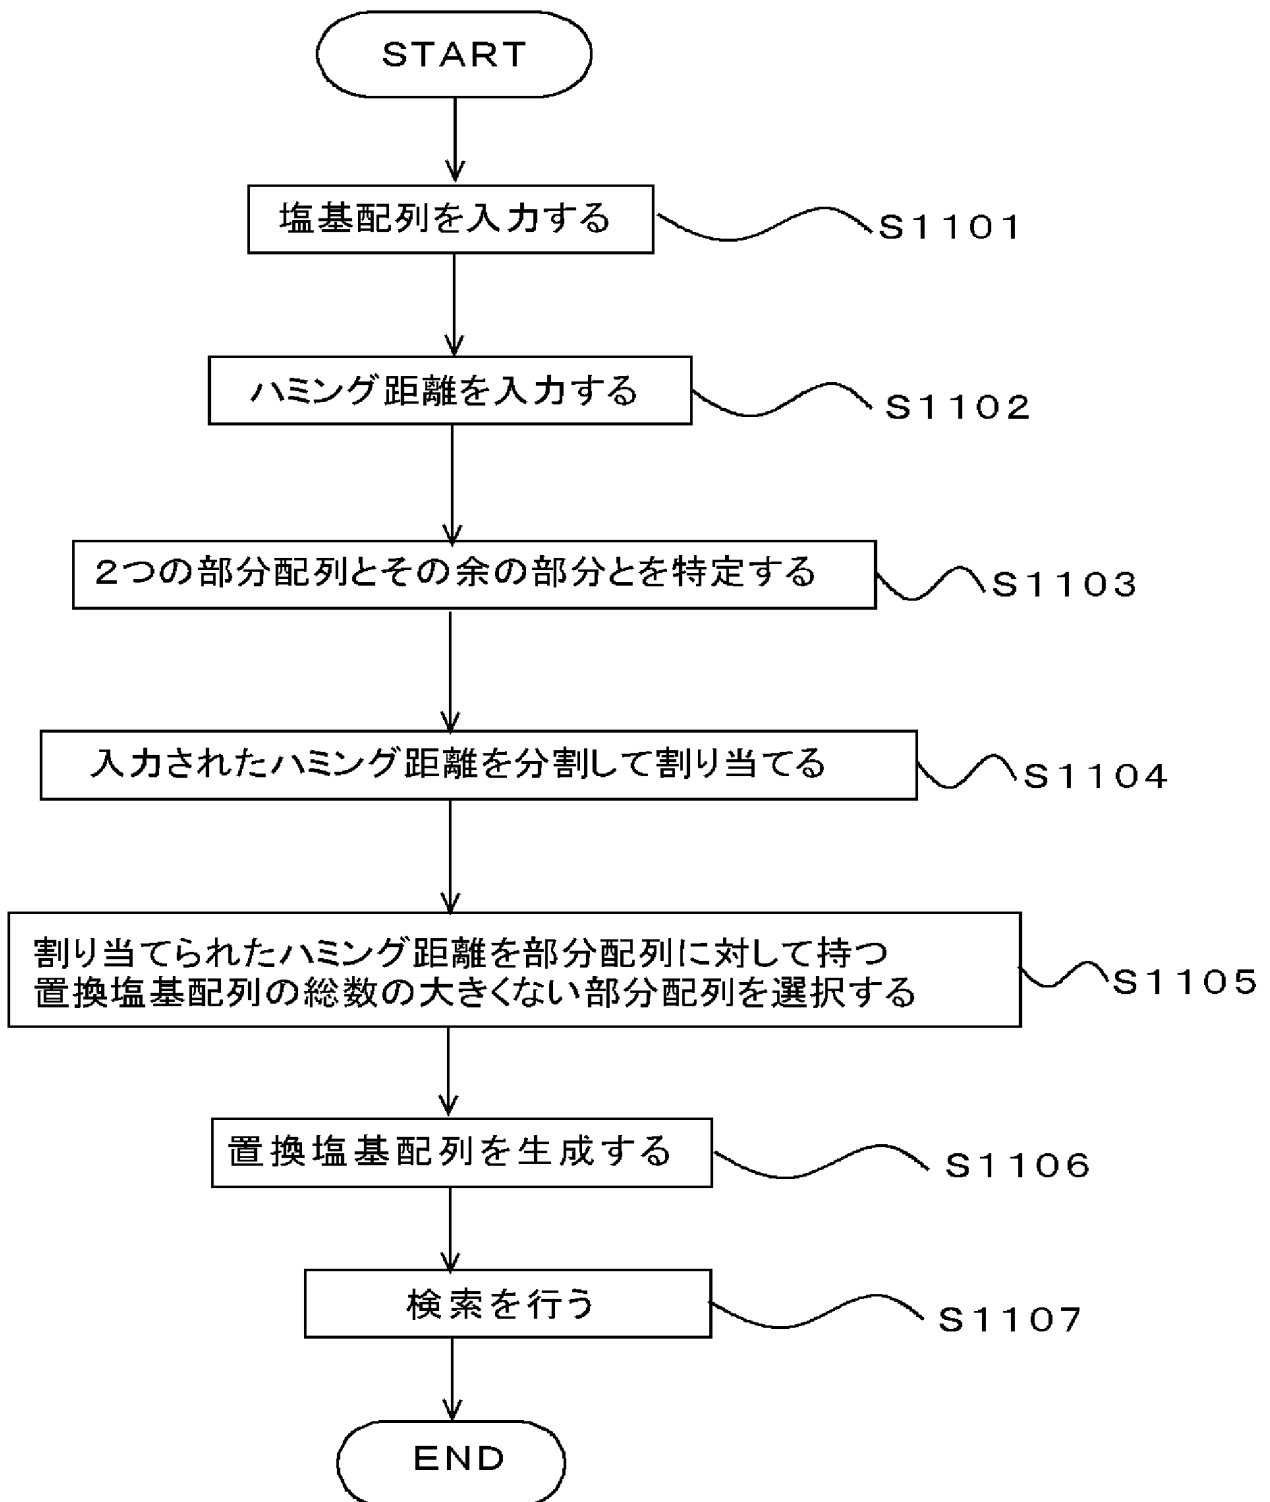 START
塩基配列を入力する
S1101
ハミング距離を入力する
S1102
2つの部分配列とその余の部分とを特定する
S1103
入力されたハミング距離を分割して割り当てる
S1104
割り当てられたハミング距離を部分配列に対して持つ
置換塩基配列の総数の大きくない部分配列を選択する
S1105
置換塩基配列を生成する
S1106
検索を行う
S1107
END